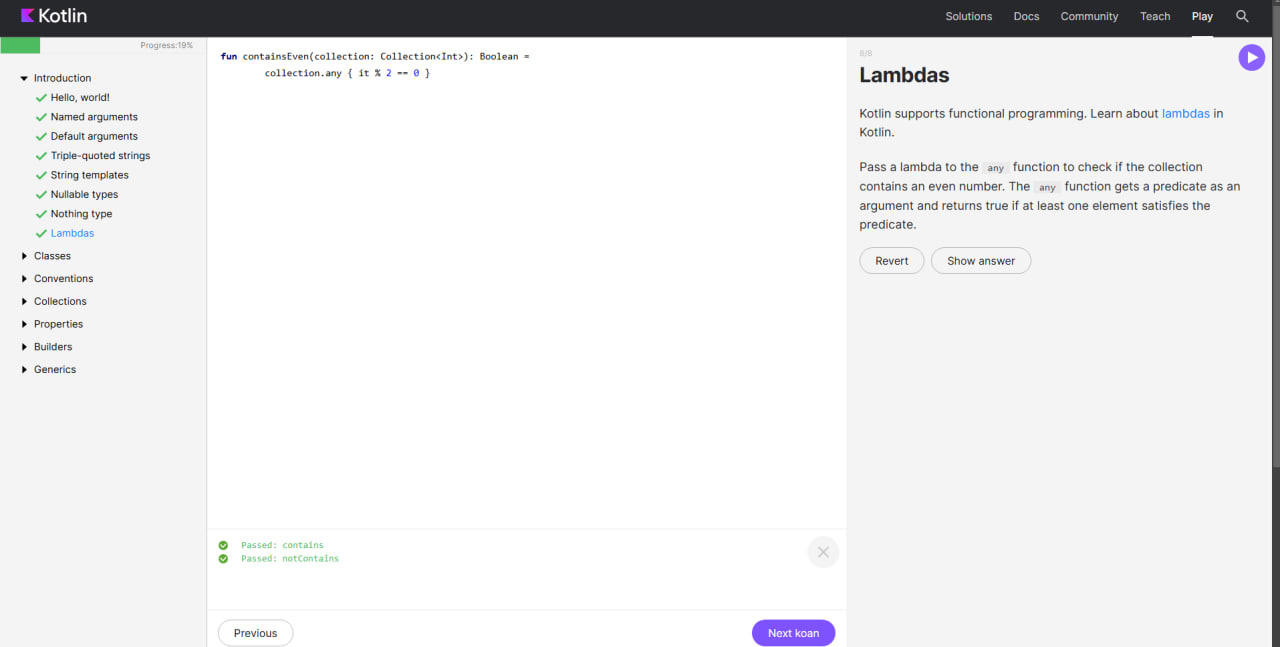 Kotlin
Solutions
Docs
Community
Teach
Play
Progress:19%
Introduction
Hello, world!
Named arguments
Default arguments
Triple-quoted strings
String templates
Nullable types
Nothing type
Lambdas
Classes
Conventions
Collections
Properties
Builders
Generics
fun containsEven(collection: Collection<Int>): Boolean =
collection.any { it % 2 == 0 }
Passed: contains
Passed: notContains
Previous
Next koan
8/8
Lambdas
Kotlin supports functional programming. Learn about lambdas in
Kotlin.
Pass a lambda to the any function to check if the collection
contains an even number. The any function gets a predicate as an
argument and returns true if at least one element satisfies the
predicate.
Revert
Show answer